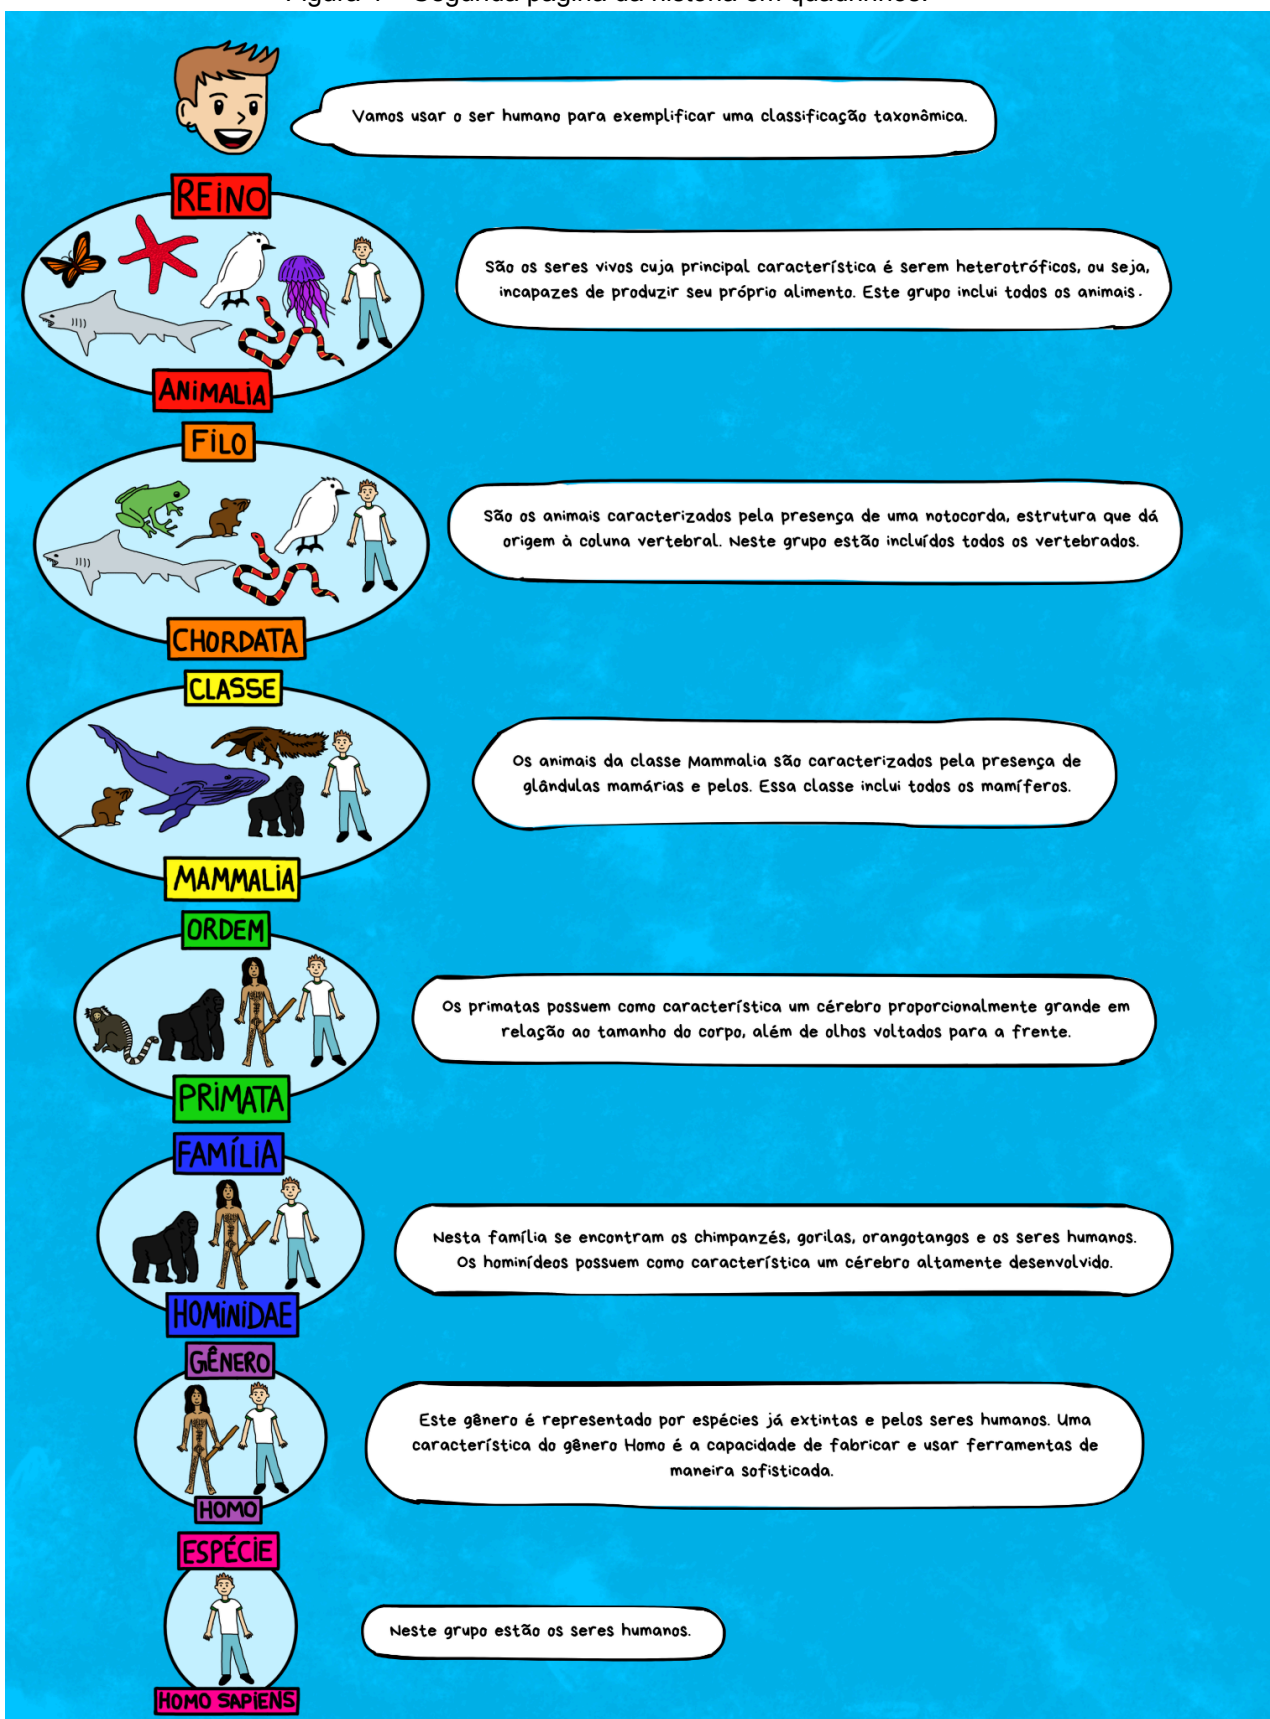 Figura 4 – Segunda página da história em quadrinhos.
Vamos usar o ser humano para exemplificar uma classificação taxonômica.
REINO
São os seres vivos cuja principal característica é serem heterotróficos, ou seja,
incapazes de produzir seu próprio alimento. Este grupo inclui todos os animais.
ANIMALIA
FILO
São os animais caracterizados pela presença de uma notocorda, estrutura que dá
origem à coluna vertebral. Neste grupo estão incluídos todos os vertebrados.
CHORDATA
CLASSE
Os animais da classe Mammalia são caracterizados pela presença de
glândulas mamárias e pelos. Essa classe inclui todos os mamíferos.
MAMMALIA
ORDEM
Os primatas possuem como característica um cérebro proporcionalmente grande em
relação ao tamanho do corpo, além de olhos voltados para a frente.
PRIMATA
FAMÍLIA
Nesta família se encontram os chimpanzés, gorilas, orangotangos e os seres humanos.
Os hominídeos possuem como característica um cérebro altamente desenvolvido.
HOMINIDAE
GÊNERO
Este gênero é representado por espécies já extintas e pelos seres humanos. Uma
característica do gênero Homo é a capacidade de fabricar e usar ferramentas de
maneira sofisticada.
HOMO
ESPÉCIE
Neste grupo estão os seres humanos.
HOMO SAPIENS